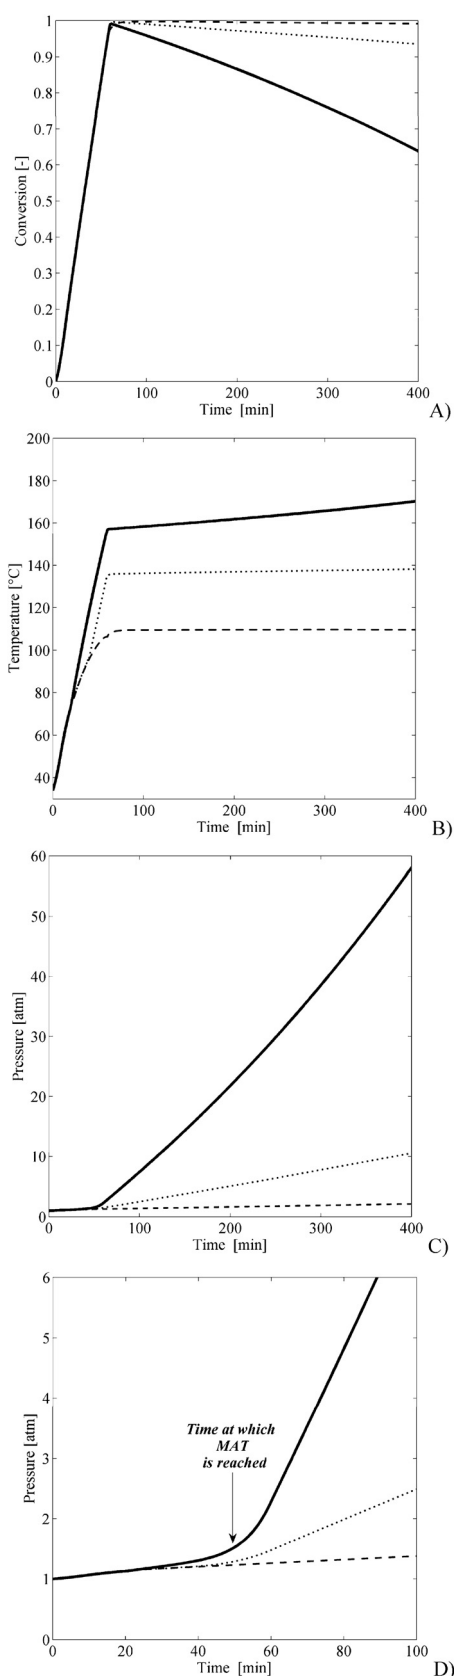 1
0.9
0.8
0.7
0.6
0.5
0.4
0.3
0.2
0.1
0
Conversion [-]
0 100 200 300 400
Time [min]
A)
200
180
160
140
120
100
80
60
40
Temperature [°C]
0 100 200 300 400
Time [min]
B)
60
50
40
30
20
10
0
Pressure [atm]
0 100 200 300 400
Time [min]
C)
6
5
4
3
2
1
0
Pressure [atm]
Time at which
MAT
is reached
0 20 40 60 80 100
Time [min]
D)